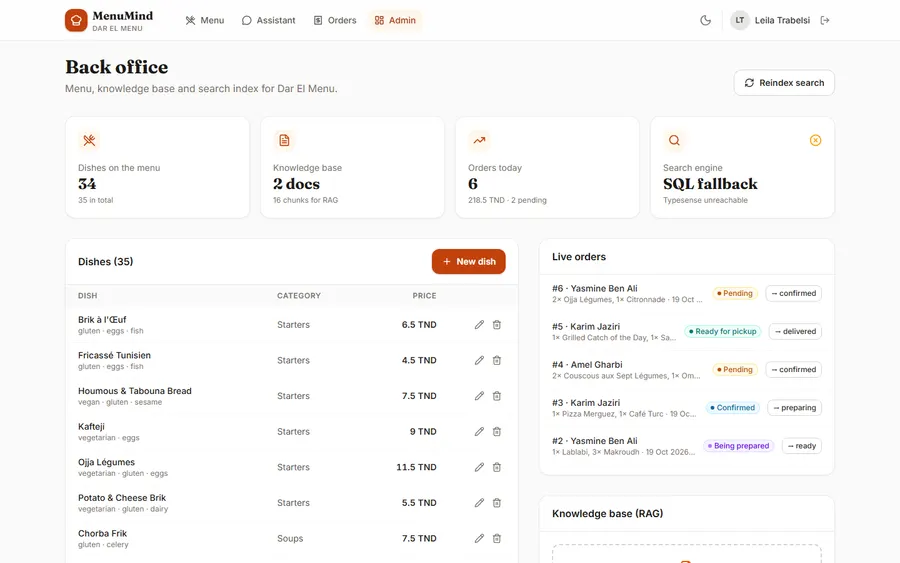 MenuMind
DAR EL MENU
Menu
Assistant
Orders
Admin
LT
Leila Trabelsi
Back office
Menu, knowledge base and search index for Dar El Menu.
Reindex search
Dishes on the menu
34
35 in total
Knowledge base
2 docs
16 chunks for RAG
Orders today
6
218.5 TND · 2 pending
Search engine
SQL fallback
Typesense unreachable
Dishes (35)
+ New dish
DISH CATEGORY PRICE
Brik à l'Œuf
gluten · eggs · fish
Starters
6.5 TND
Fricassé Tunisien
gluten · eggs · fish
Starters
4.5 TND
Houmous & Tabouna Bread
vegan · gluten · sesame
Starters
7.5 TND
Kafteji
vegetarian · eggs
Starters
9 TND
Ojja Légumes
vegetarian · gluten · eggs
Starters
11.5 TND
Potato & Cheese Brik
vegetarian · gluten · dairy
Starters
5.5 TND
Chorba Frik
gluten · celery
Soups
7.5 TND
Live orders
#6 · Yasmine Ben Ali
2× Ojja Légumes, 1× Citronnade · 19 Oct ...
Pending
→ confirmed
#5 · Karim Jaziri
1× Grilled Catch of the Day, 1× Sa...
Ready for pickup
→ delivered
#4 · Amel Gharbi
2× Couscous aux Sept Légumes, 1× Om...
Pending
→ confirmed
#3 · Karim Jaziri
1× Pizza Merguez, 1× Café Turc · 19 Oc...
Confirmed
→ preparing
#2 · Yasmine Ben Ali
1× Lablabi, 3× Makroudh · 19 Oct 2026...
Being prepared
→ ready
Knowledge base (RAG)